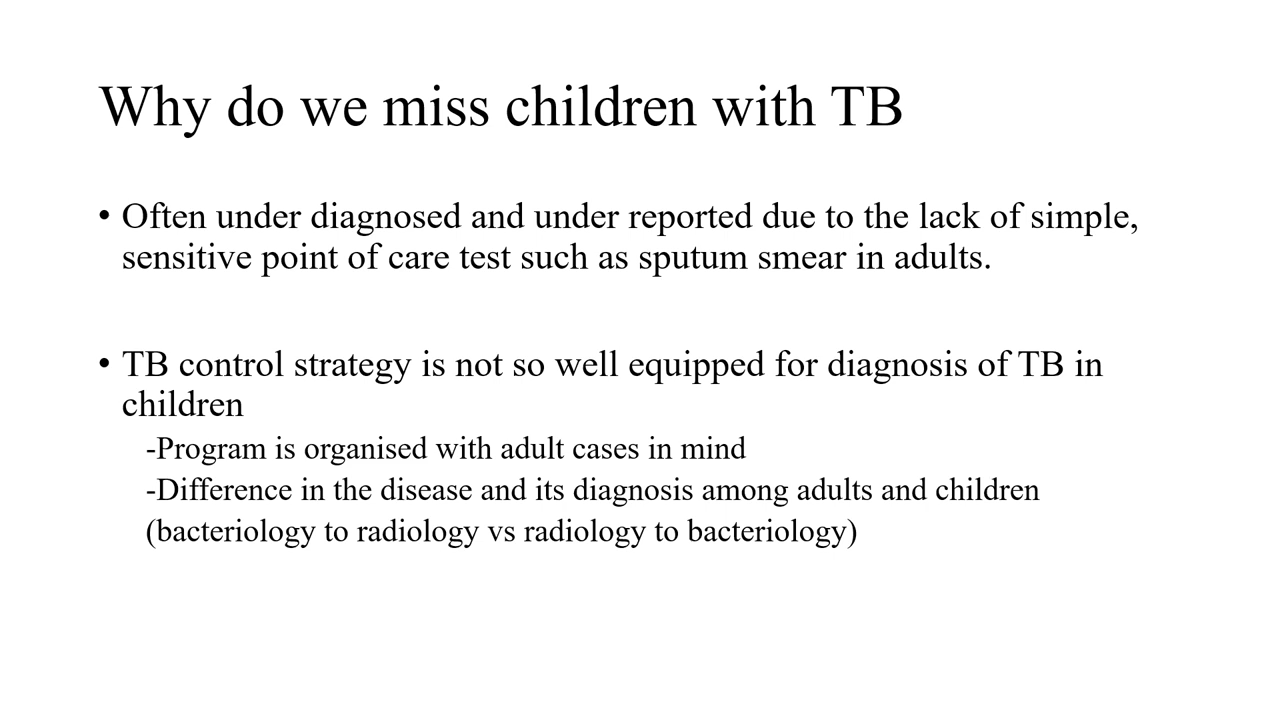 Why do we miss children with TB
• Often under diagnosed and under reported due to the lack of simple,
sensitive point of care test such as sputum smear in adults.
• TB control strategy is not so well equipped for diagnosis of TB in
children
-Program is organised with adult cases in mind
-Difference in the disease and its diagnosis among adults and children
(bacteriology to radiology vs radiology to bacteriology)